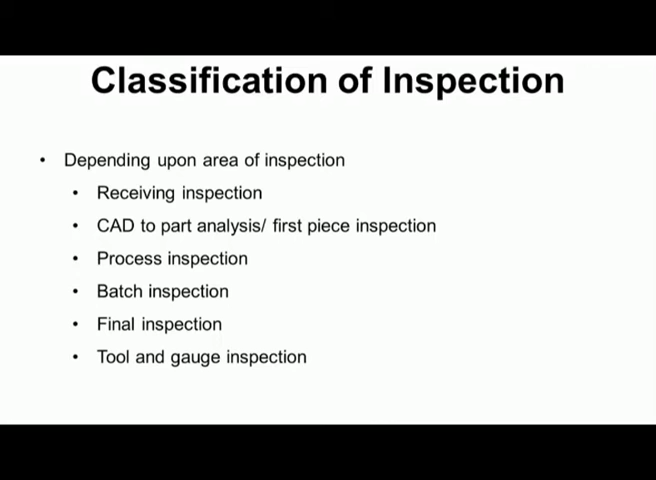 Classification of Inspection
• Depending upon area of inspection
• Receiving inspection
• CAD to part analysis/ first piece inspection
• Process inspection
• Batch inspection
• Final inspection
• Tool and gauge inspection